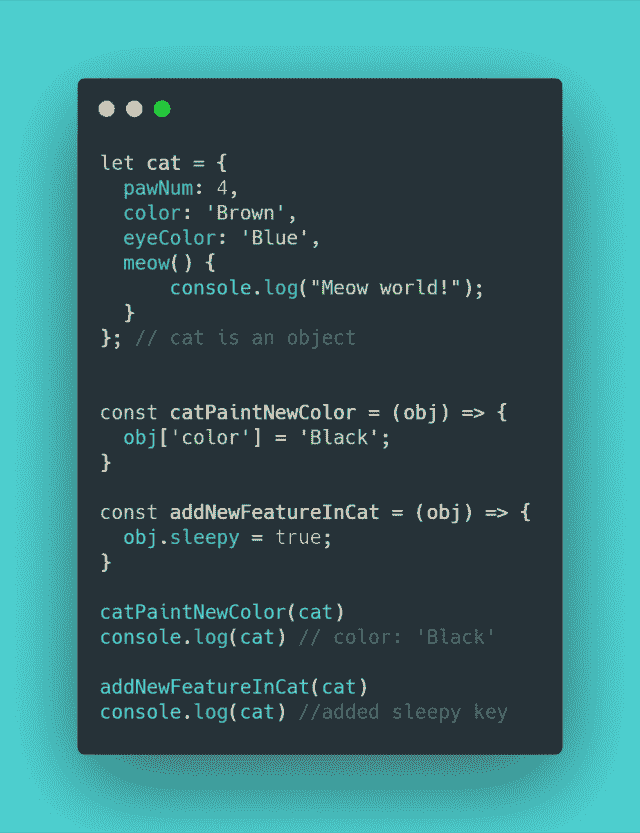 let cat = {
  pawNum: 4,
  color: 'Brown',
  eyeColor: 'Blue',
  meow() {
      console.log("Meow world!");
  }
}; // cat is an object
const catPaintNewColor = (obj) => {
  obj['color'] = 'Black';
}
const addNewFeatureInCat = (obj) => {
  obj.sleepy = true;
}
catPaintNewColor(cat)
console.log(cat) // color: 'Black'
addNewFeatureInCat(cat)
console.log(cat) //added sleepy key